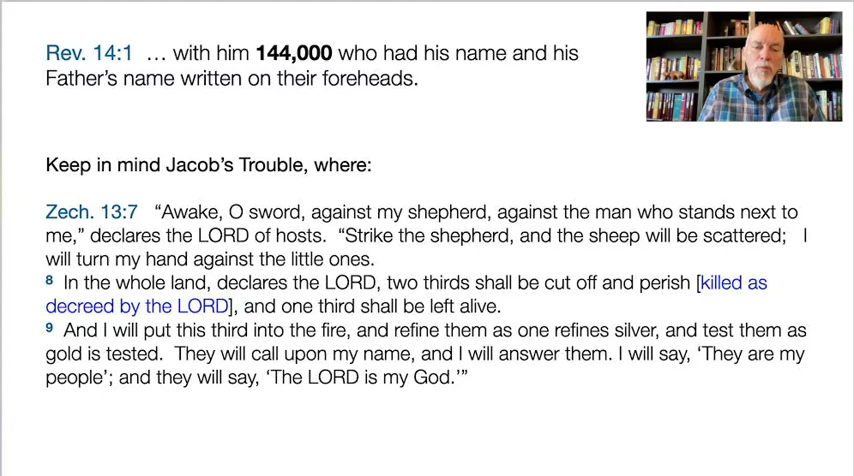 Rev. 14:1 … with him 144,000 who had his name and his
Father’s name written on their foreheads.
Keep in mind Jacob’s Trouble, where:
Zech. 13:7 “Awake, O sword, against my shepherd, against the man who stands next to
me,” declares the LORD of hosts. “Strike the shepherd, and the sheep will be scattered; I
will turn my hand against the little ones.
8 In the whole land, declares the LORD, two thirds shall be cut off and perish [killed as
decreed by the LORD], and one third shall be left alive.
9 And I will put this third into the fire, and refine them as one refines silver, and test them as
gold is tested. They will call upon my name, and I will answer them. I will say, ‘They are my
people’; and they will say, ‘The LORD is my God.’”